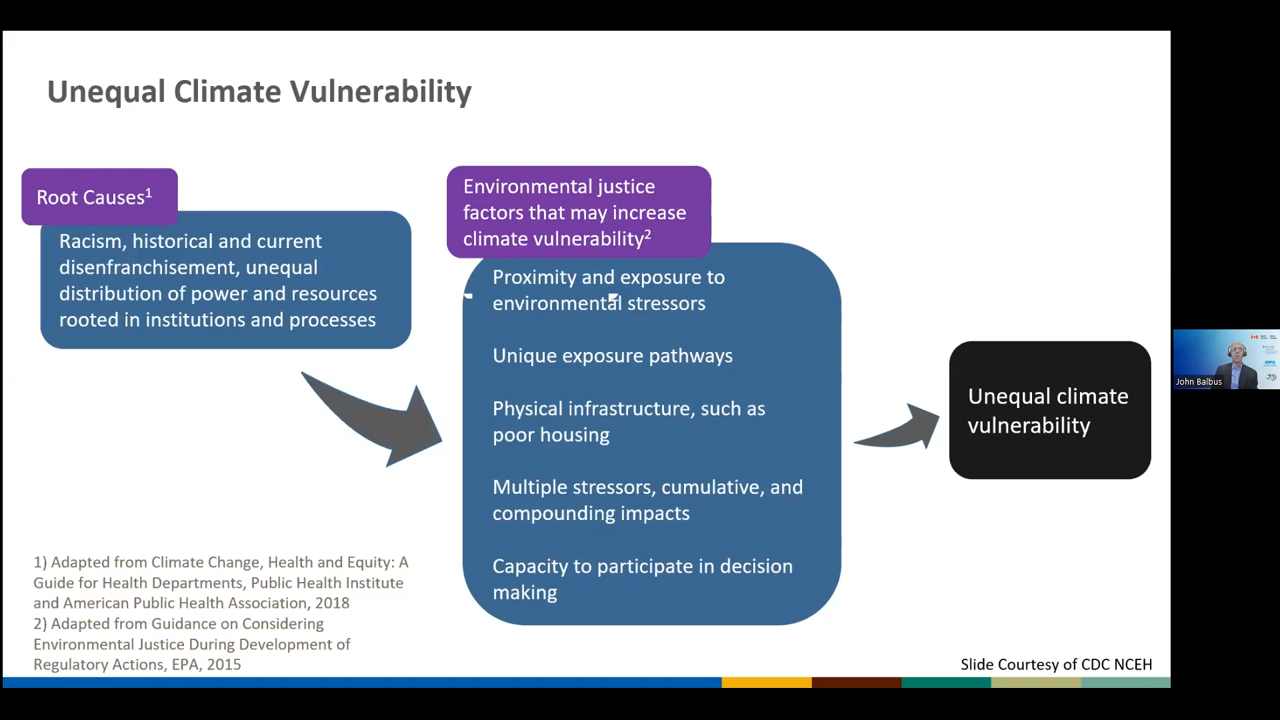 Unequal Climate Vulnerability
Root Causes¹
Racism, historical and current
disenfranchisement, unequal
distribution of power and resources
rooted in institutions and processes
Environmental justice
factors that may increase
climate vulnerability²
Proximity and exposure to
environmental stressors
Unique exposure pathways
Physical infrastructure, such as
poor housing
Multiple stressors, cumulative, and
compounding impacts
Capacity to participate in decision
making
Unequal climate
vulnerability
John Balbus
1) Adapted from Climate Change, Health and Equity: A
Guide for Health Departments, Public Health Institute
and American Public Health Association, 2018
2) Adapted from Guidance on Considering
Environmental Justice During Development of
Regulatory Actions, EPA, 2015
Slide Courtesy of CDC NCEH